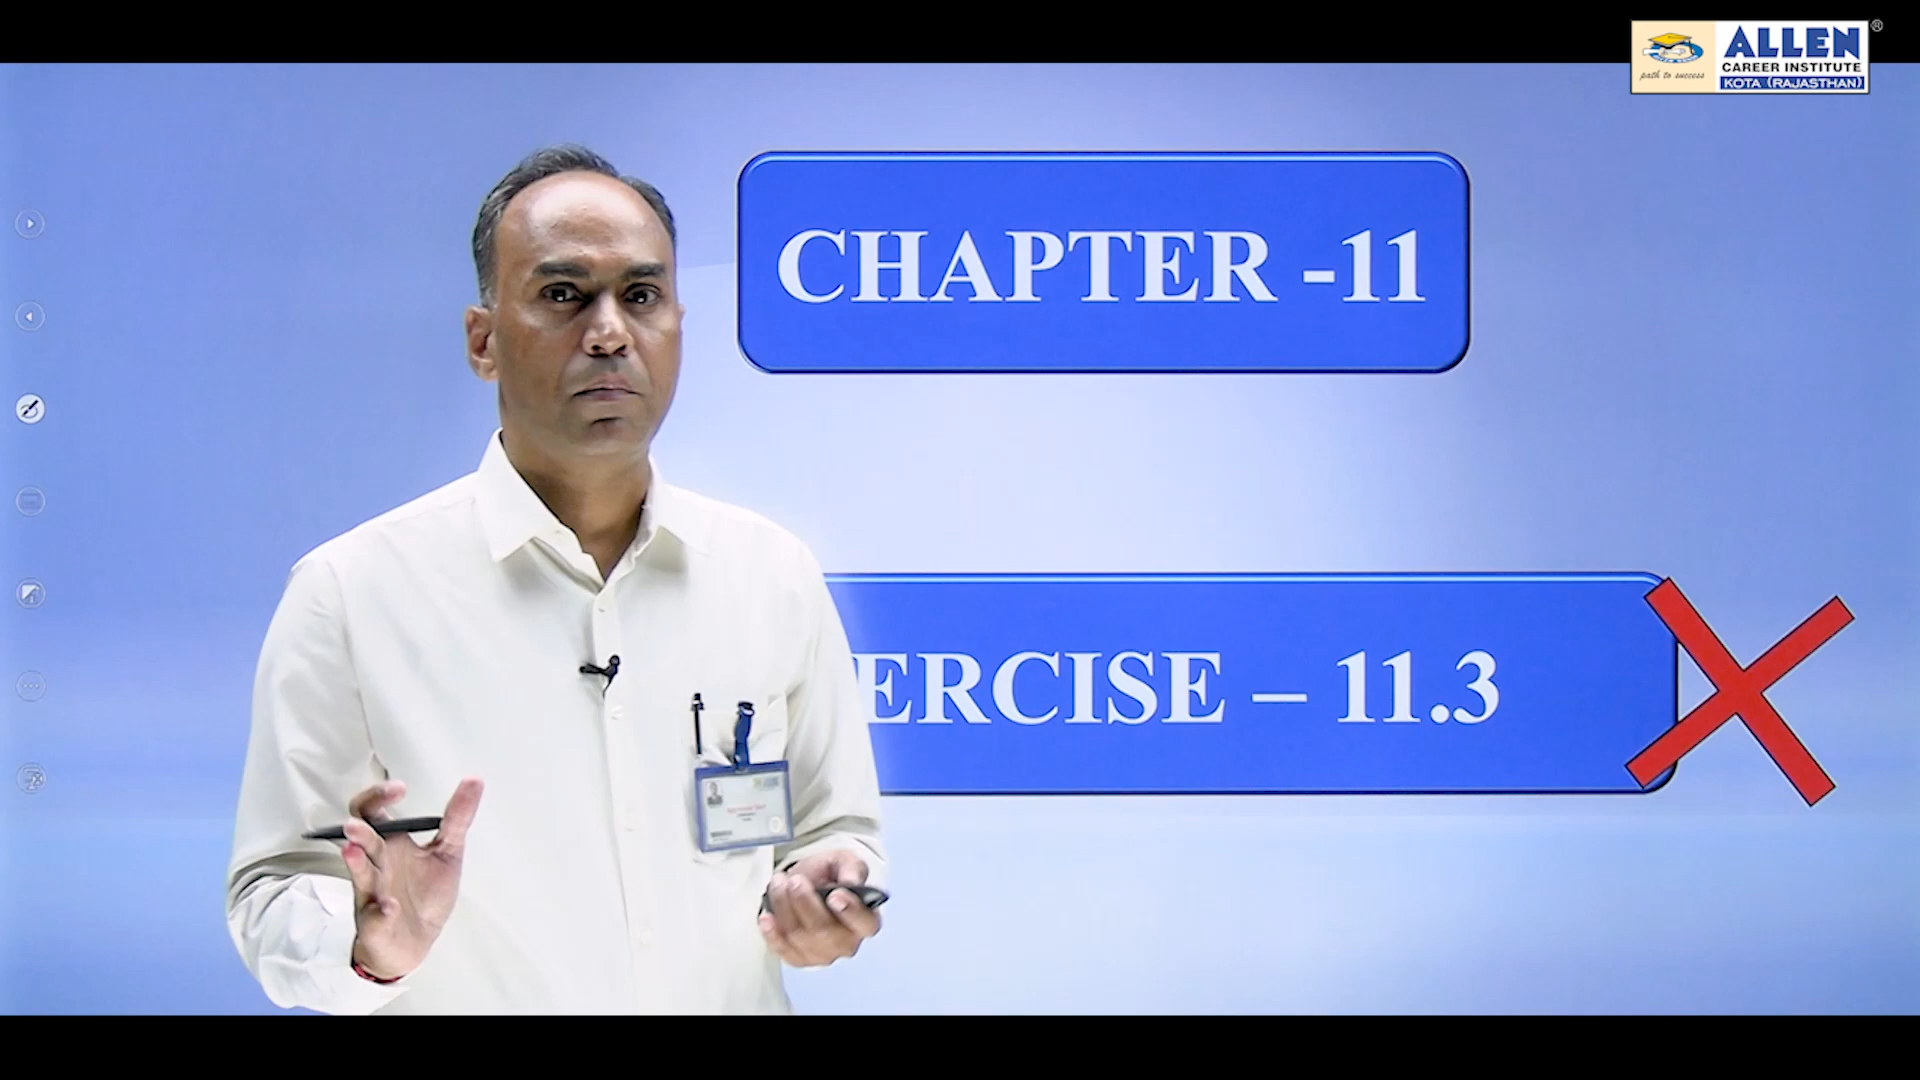 ALLEN
®
CAREER INSTITUTE
path to success
KOTA (RAJASTHAN)
CHAPTER -11
ERCISE – 11.3